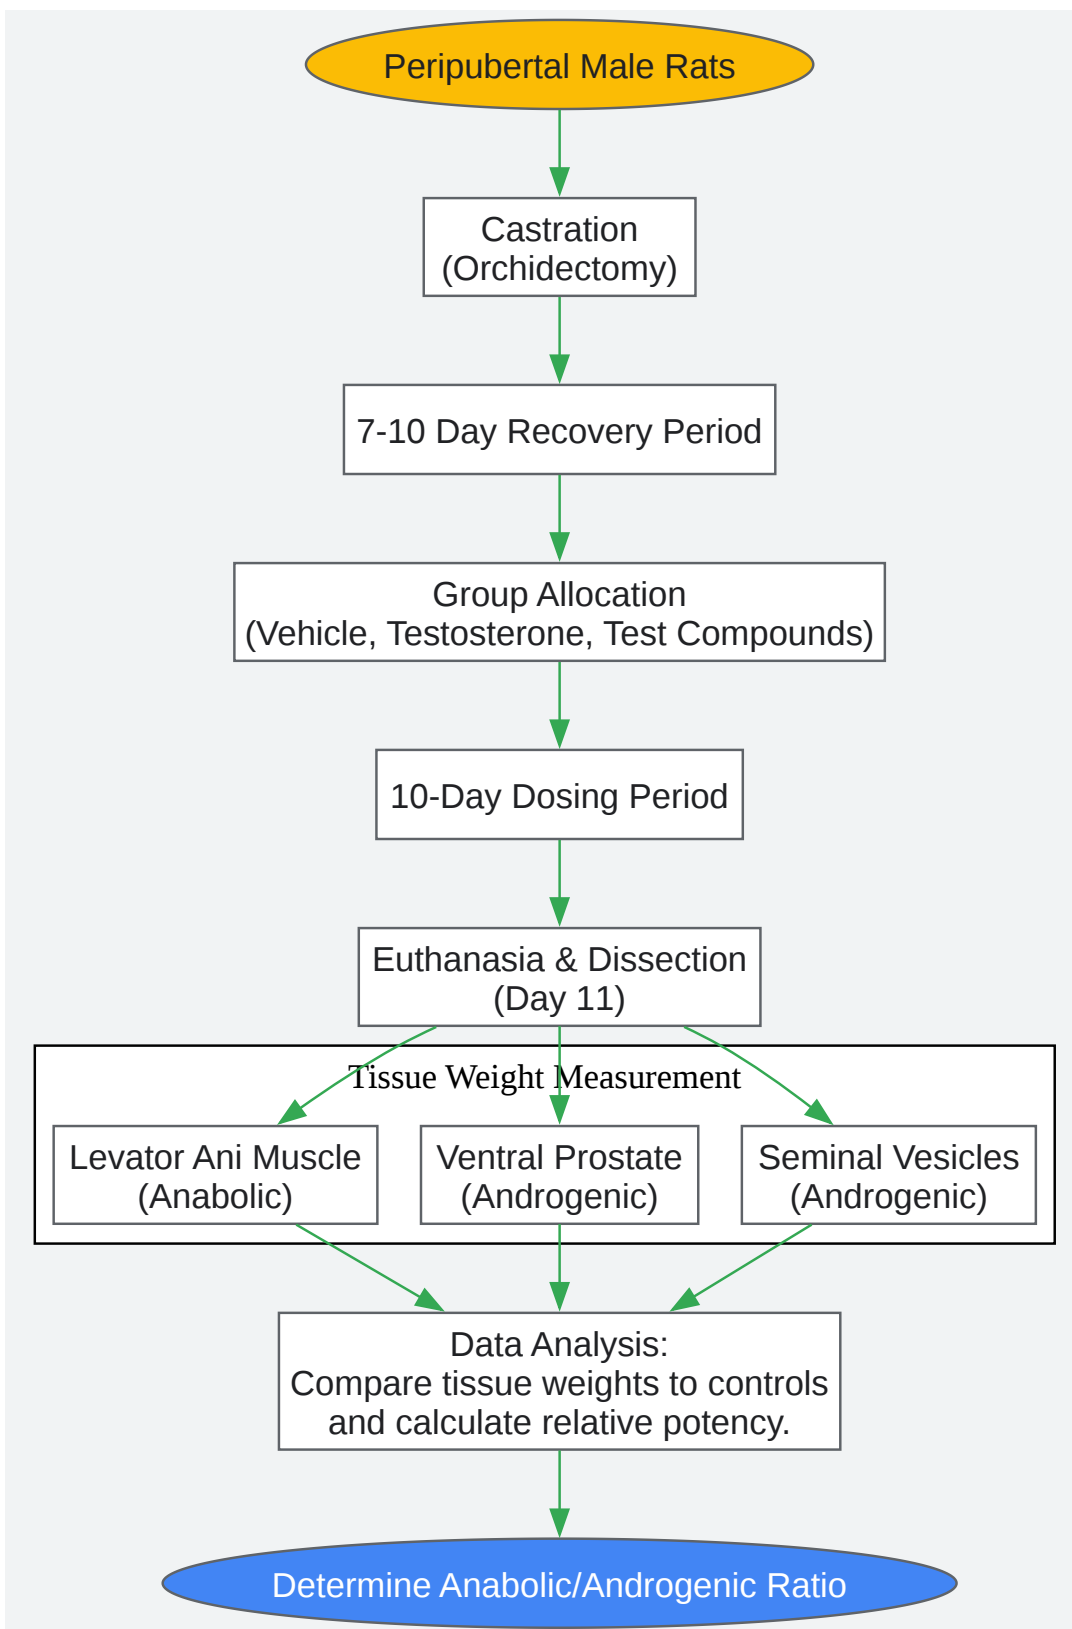 Peripubertal Male Rats
Castration
(Orchidectomy)
7-10 Day Recovery Period
Group Allocation
(Vehicle, Testosterone, Test Compounds)
10-Day Dosing Period
Euthanasia & Dissection
(Day 11)
Tissue Weight Measurement
Levator Ani Muscle
(Anabolic)
Ventral Prostate
(Androgenic)
Seminal Vesicles
(Androgenic)
Data Analysis:
Compare tissue weights to controls
and calculate relative potency.
Determine Anabolic/Androgenic Ratio